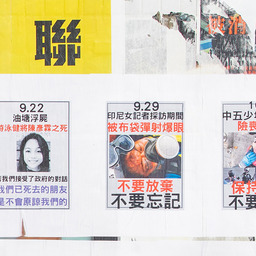 聯
9.22
油塘浮屍
游泳健將陳彥霖之死
我們接受了政府的對話
我們已死去的朋友
是不會原諒我們的
9.29
印尼女記者採訪期間
被布袋彈射爆眼
不要放棄
不要忘記
中五少
險喪
保持
不要